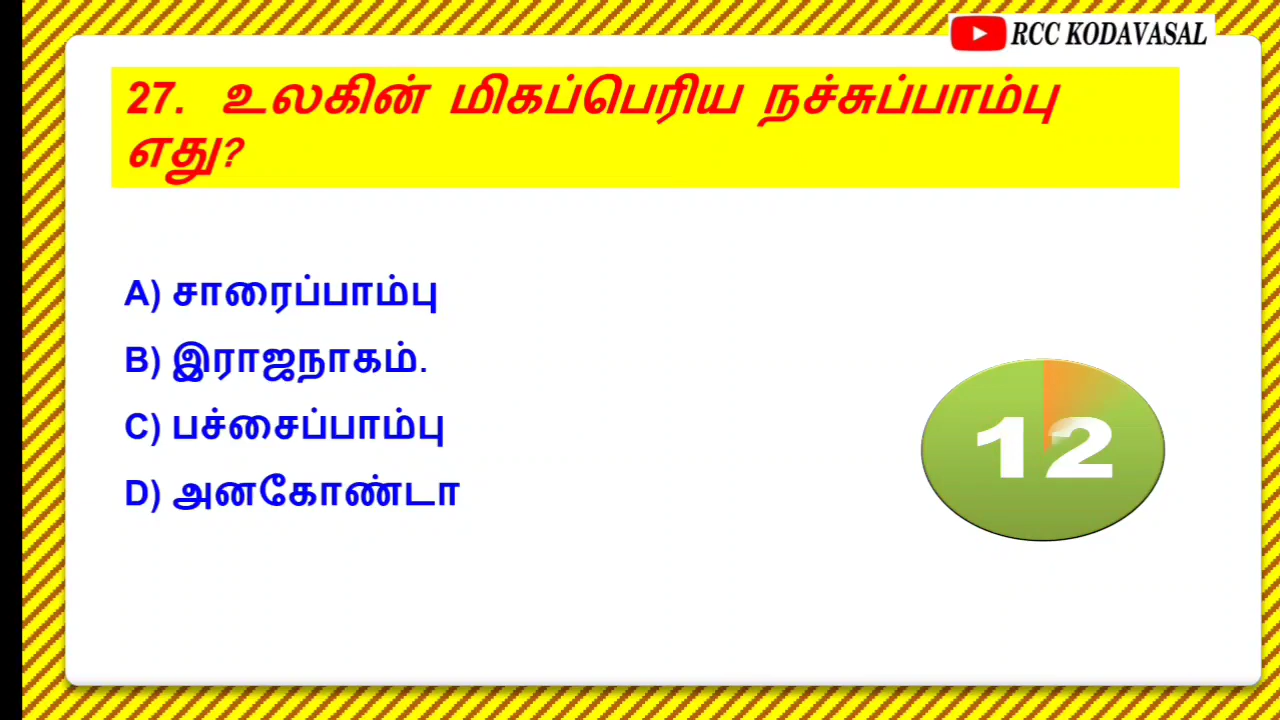 RCC KODAVASAL
27. உலகின் மிகப்பெரிய நச்சுப்பாம்பு
எது?
A) சாரைப்பாம்பு
B) இராஜநாகம்.
C) பச்சைப்பாம்பு
D) அனகோண்டா
12